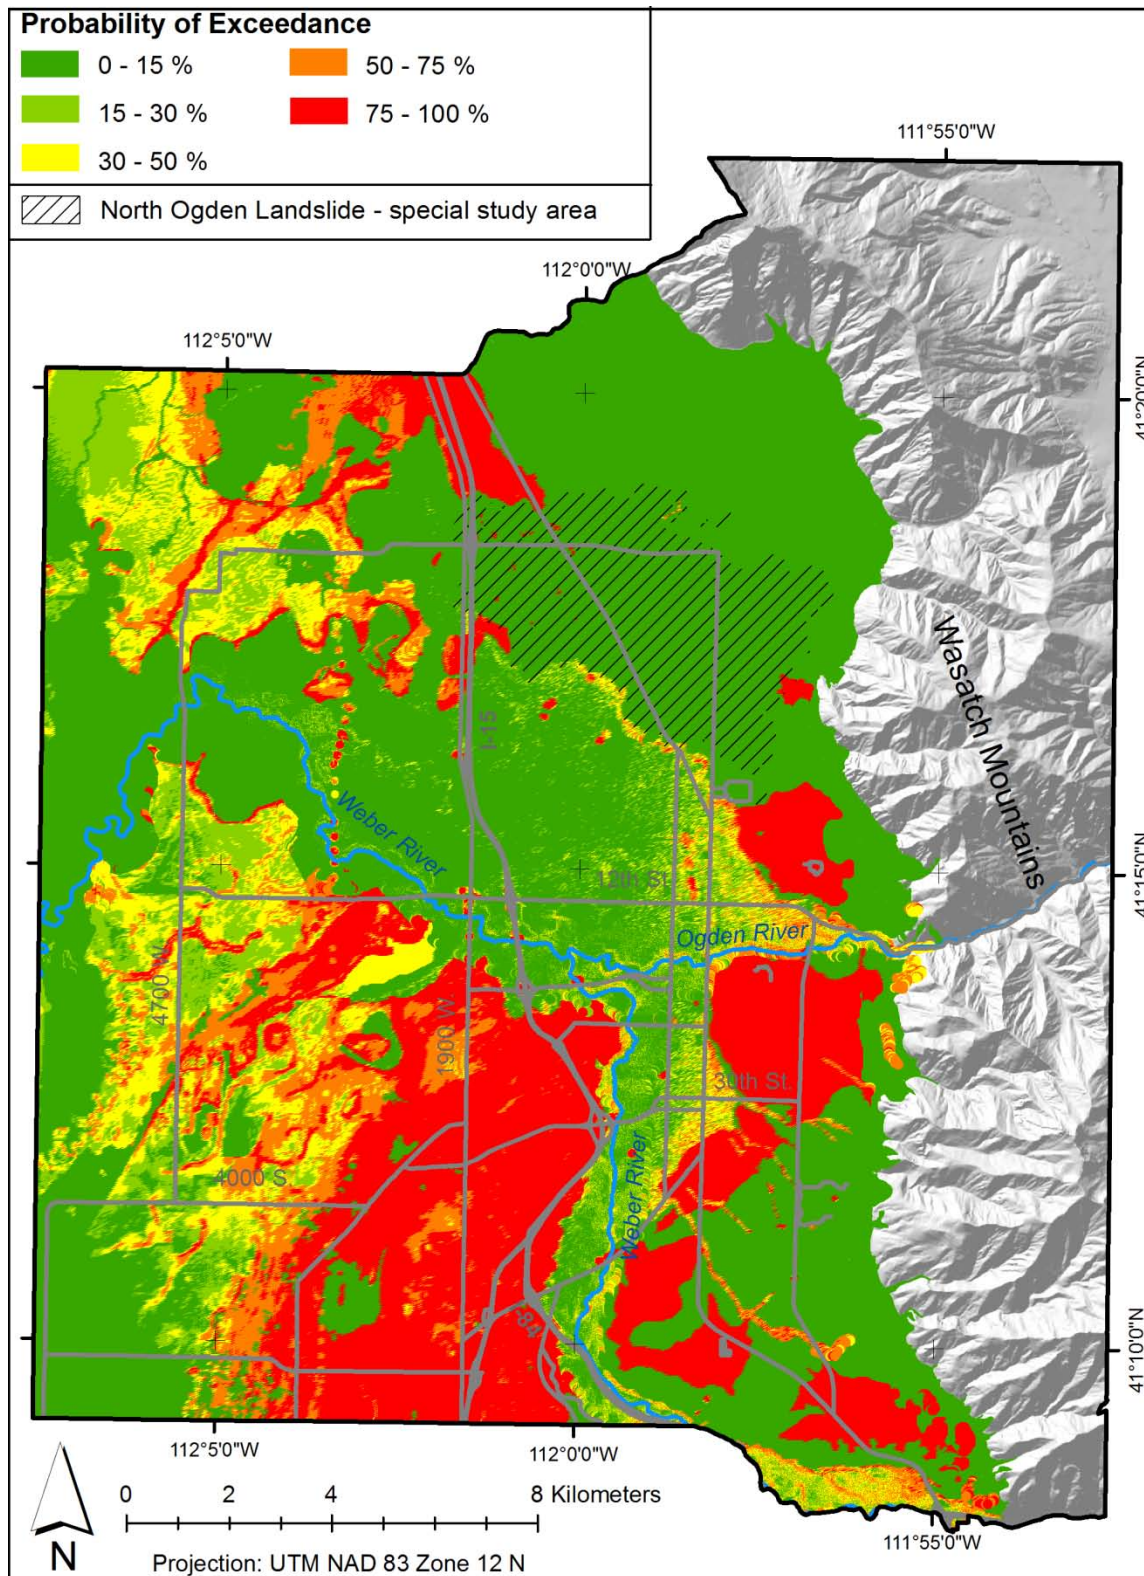 Probability of Exceedance
0 - 15 %
50 - 75 %
15 - 30 %
75 - 100 %
30 - 50 %
North Ogden Landslide - special study area
111°55'0"W
112°0'0"W
112°5'0"W
41°20'0"N
Wasatch Mountains
I-15
Weber River
12th St.
41°15'0"N
Ogden River
4700 W.
1900 W.
30th St.
4000 S.
Weber River
I-84
41°10'0"N
112°5'0"W
112°0'0"W
111°55'0"W
0 2 4 8 Kilometers
N
Projection: UTM NAD 83 Zone 12 N